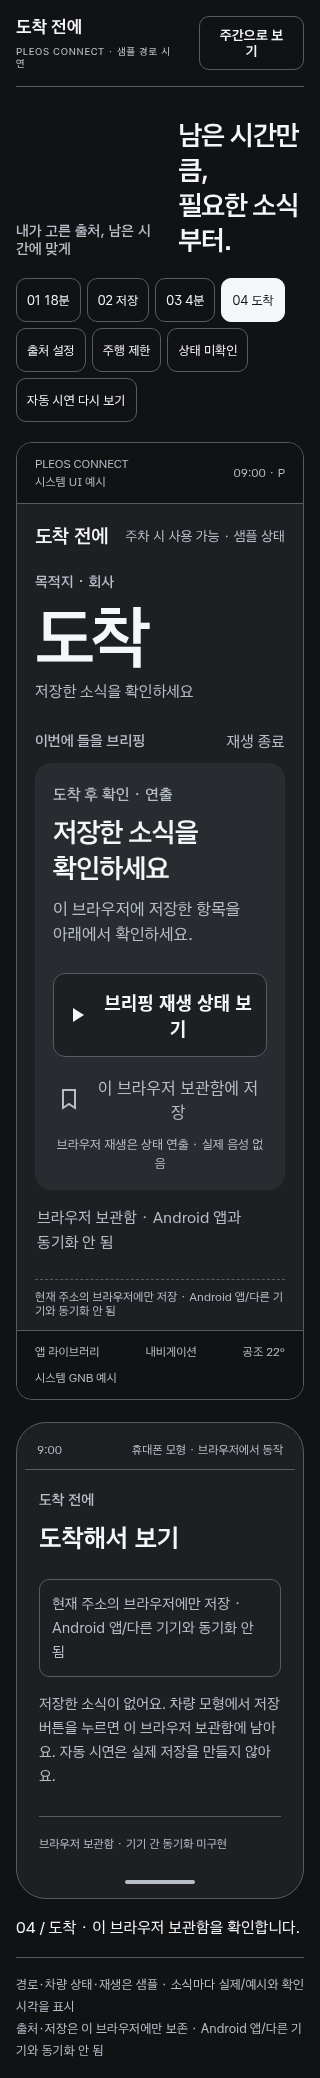 도착 전에
PLEOS CONNECT · 샘플 경로 시
연
주간으로 보
기
남은 시간만
큼,
필요한 소식
부터.
내가 고른 출처, 남은 시
간에 맞게
01 18분
02 저장
03 4분
04 도착
출처 설정
주행 제한
상태 미확인
자동 시연 다시 보기
PLEOS CONNECT
시스템 UI 예시
09:00 · P
도착 전에
주차 시 사용 가능 · 샘플 상태
목적지 · 회사
도착
저장한 소식을 확인하세요
이번에 들을 브리핑
재생 종료
도착 후 확인 · 연출
저장한 소식을
확인하세요
이 브라우저에 저장한 항목을
아래에서 확인하세요.
브리핑 재생 상태 보
기
이 브라우저 보관함에 저
장
브라우저 재생은 상태 연출 · 실제 음성 없
음
브라우저 보관함 · Android 앱과
동기화 안 됨
현재 주소의 브라우저에만 저장 · Android 앱/다른 기
기와 동기화 안 됨
앱 라이브러리
내비게이션
공조 22°
시스템 GNB 예시
9:00
휴대폰 모형 · 브라우저에서 동작
도착 전에
도착해서 보기
현재 주소의 브라우저에만 저장 ·
Android 앱/다른 기기와 동기화 안
됨
저장한 소식이 없어요. 차량 모형에서 저장
버튼을 누르면 이 브라우저 보관함에 남아
요. 자동 시연은 실제 저장을 만들지 않아
요.
브라우저 보관함 · 기기 간 동기화 미구현
04 / 도착 · 이 브라우저 보관함을 확인합니다.
경로·차량 상태·재생은 샘플 · 소식마다 실제/예시와 확인
시각을 표시
출처·저장은 이 브라우저에만 보존 · Android 앱/다른 기
기와 동기화 안 됨